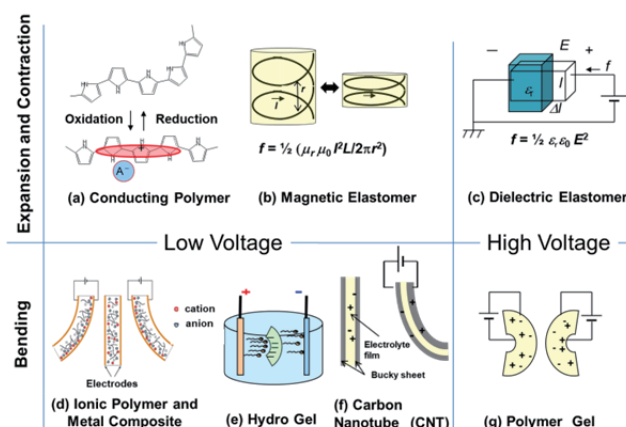 Expansion and Contraction
Oxidation
Reduction
A⁻
(a) Conducting Polymer
r
I
f = ½ (μr μ0 I²L/2πr²)
(b) Magnetic Elastomer
−
E
+
f
εr
l
Δl
f = ½ εr ε0 E²
(c) Dielectric Elastomer
Low Voltage
High Voltage
Bending
cation
anion
Electrodes
(d) Ionic Polymer and
Metal Composite
+
-
(e) Hydro Gel
Electrolyte
film
Bucky sheet
(f) Carbon
Nanotube (CNT)
(g) Polymer Gel